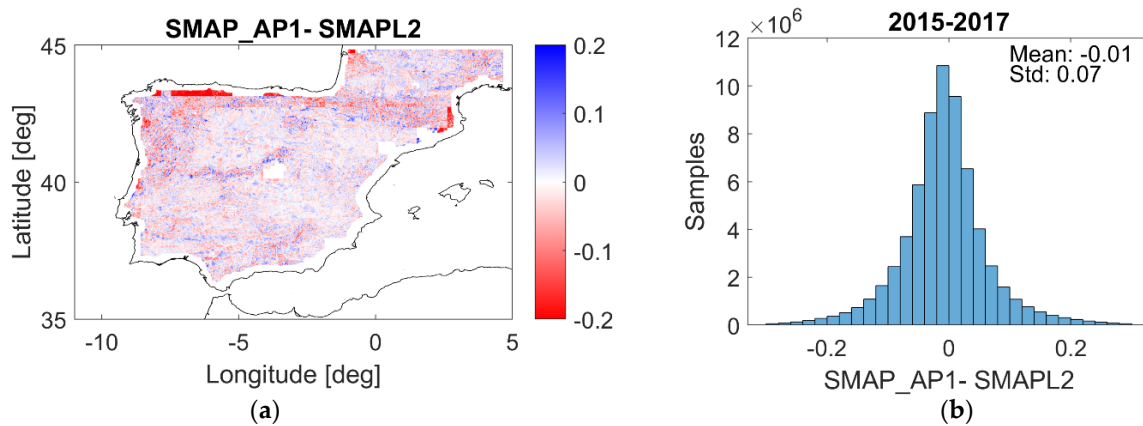 SMAP_AP1- SMAPL2
45
40
35
Latitude [deg]
-10
-5
0
5
Longitude [deg]
0.2
0.1
0
-0.1
-0.2
(a)
2015-2017
×10⁶
Mean: -0.01
Std: 0.07
12
10
8
6
4
2
0
Samples
-0.2
0
0.2
SMAP_AP1- SMAPL2
(b)